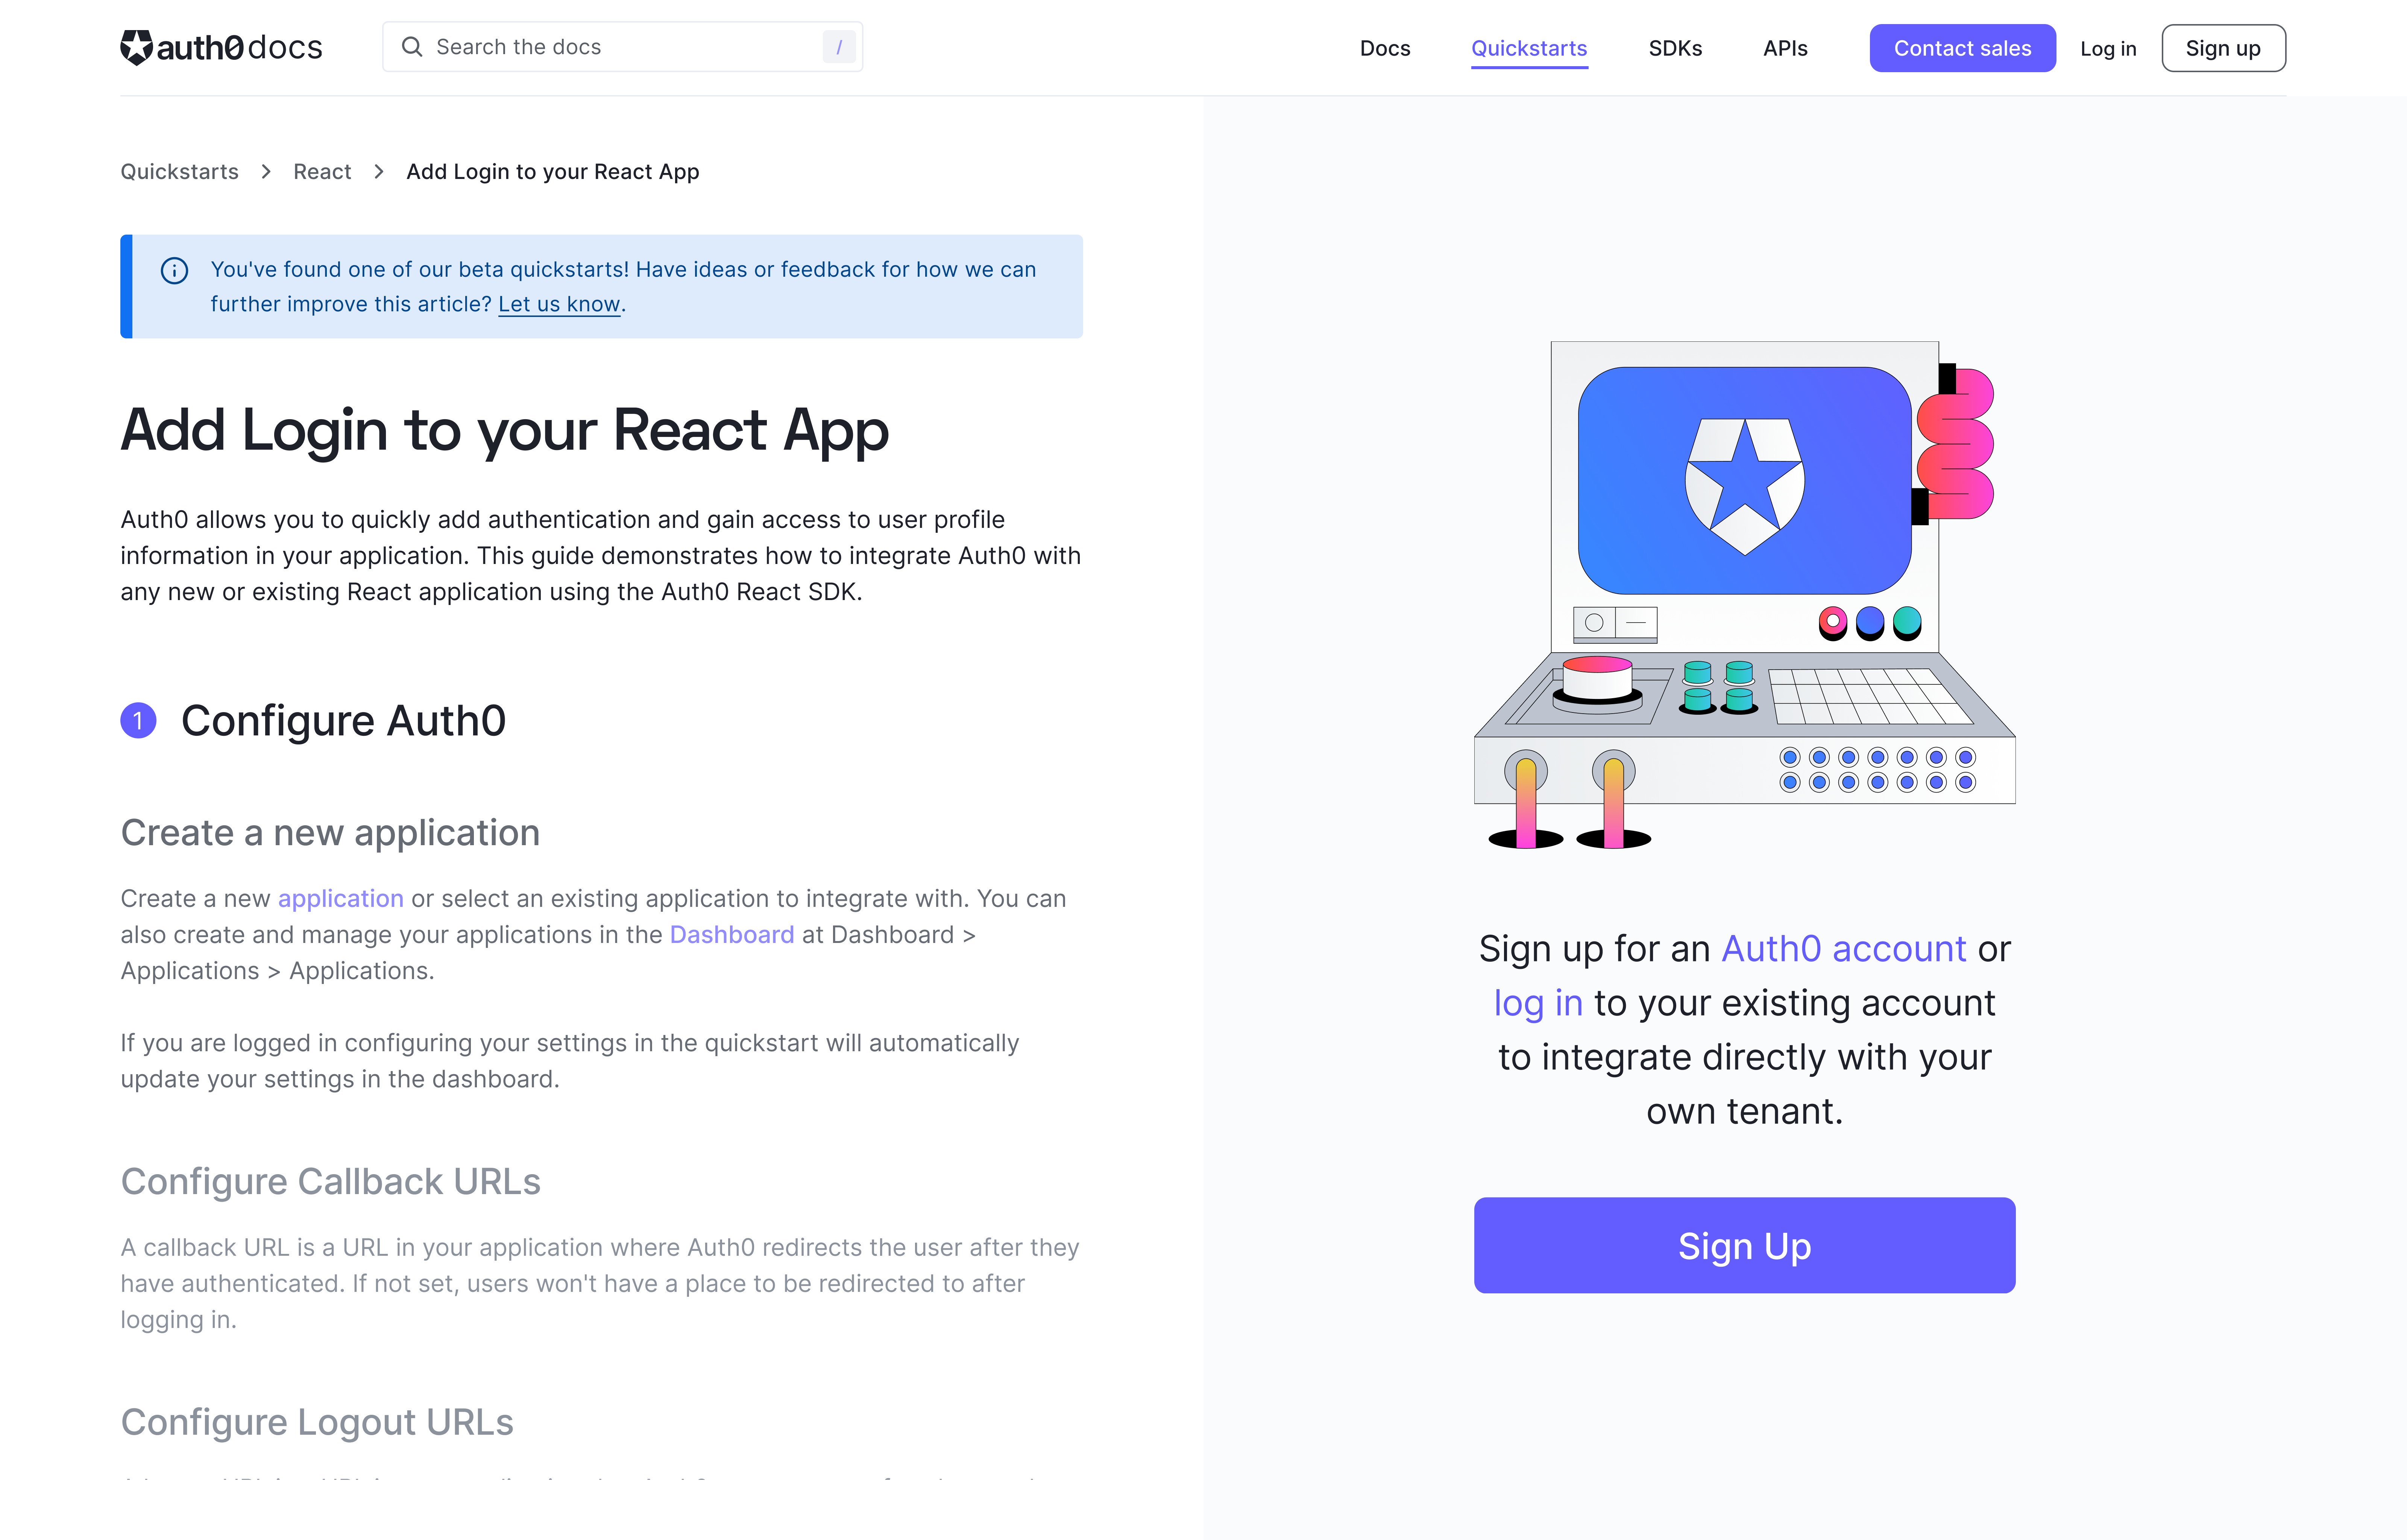 auth0 docs
Search the docs /
Docs Quickstarts SDKs APIs Contact sales Log in Sign up
Quickstarts > React > Add Login to your React App
You've found one of our beta quickstarts! Have ideas or feedback for how we can
further improve this article? Let us know.
Add Login to your React App
Auth0 allows you to quickly add authentication and gain access to user profile
information in your application. This guide demonstrates how to integrate Auth0 with
any new or existing React application using the Auth0 React SDK.
1 Configure Auth0
Create a new application
Create a new application or select an existing application to integrate with. You can
also create and manage your applications in the Dashboard at Dashboard >
Applications > Applications.
If you are logged in configuring your settings in the quickstart will automatically
update your settings in the dashboard.
Configure Callback URLs
A callback URL is a URL in your application where Auth0 redirects the user after they
have authenticated. If not set, users won't have a place to be redirected to after
logging in.
Configure Logout URLs
Sign up for an Auth0 account or
log in to your existing account
to integrate directly with your
own tenant.
Sign Up